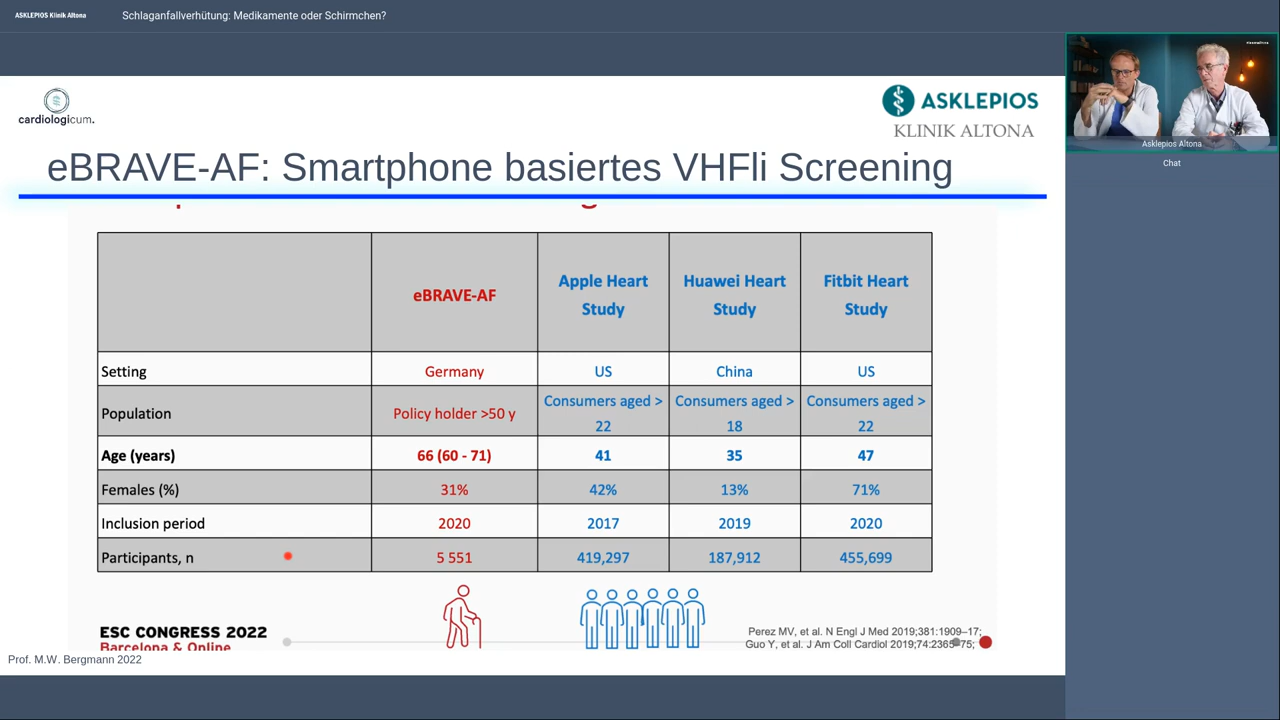 ASKLEPIOS Klinik Altona
Schlaganfallverhütung: Medikamente oder Schirmchen?
cardiologicum.
ASKLEPIOS
KLINIK ALTONA
Asklepios Altona
Chat
eBRAVE-AF: Smartphone basiertes VHFli Screening
eBRAVE-AF
Apple Heart
Study
Huawei Heart
Study
Fitbit Heart
Study
Setting
Germany
US
China
US
Population
Policy holder >50 y
Consumers aged >
22
Consumers aged >
18
Consumers aged >
22
Age (years)
66 (60 - 71)
41
35
47
Females (%)
31%
42%
13%
71%
Inclusion period
2020
2017
2019
2020
Participants, n
5 551
419,297
187,912
455,699
ESC CONGRESS 2022
Barcelona & Online
Perez MV, et al. N Engl J Med 2019;381:1909–17;
Guo Y, et al. J Am Coll Cardiol 2019;74:2365–75;
Prof. M.W. Bergmann 2022